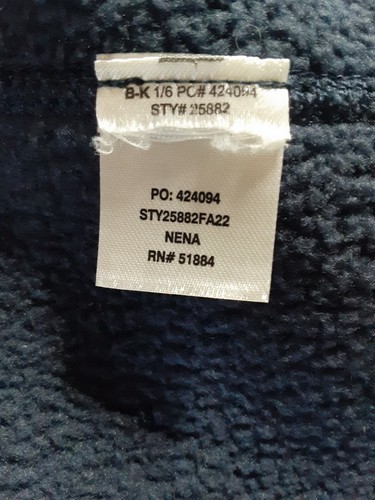 B-K 1/6 PO# 424094
STY# 25882
PO: 424094
STY25882FA22
NENA
RN# 51884